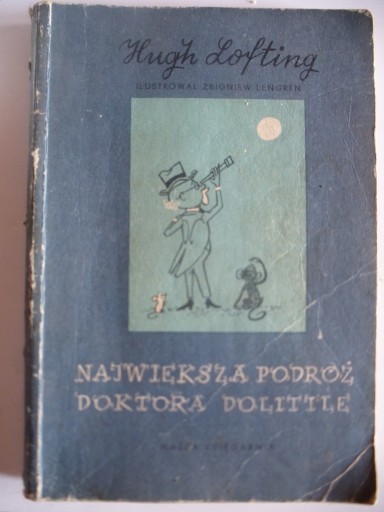 Hugh Lofting
ILUSTROWAŁ ZBIGNIEW LENGREN
NAJWIĘKSZA PODRÓŻ
DOKTORA DOLITTLE
NASZA KSIĘGARNIA